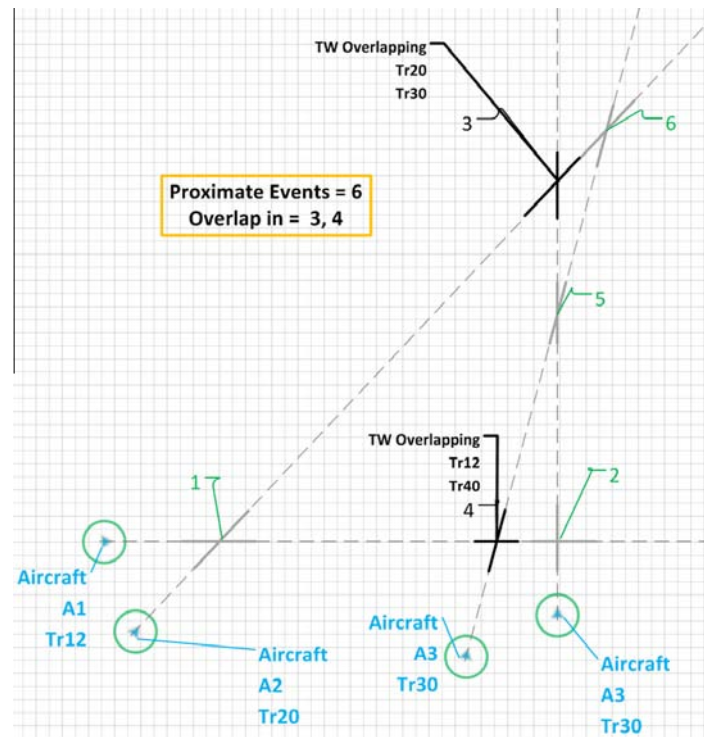 TW Overlapping
Tr20
Tr30
3
6
Proximate Events = 6
Overlap in = 3, 4
5
TW Overlapping
Tr12
Tr40
4
1
2
Aircraft
A1
Tr12
Aircraft
A2
Tr20
Aircraft
A3
Tr30
Aircraft
A3
Tr30